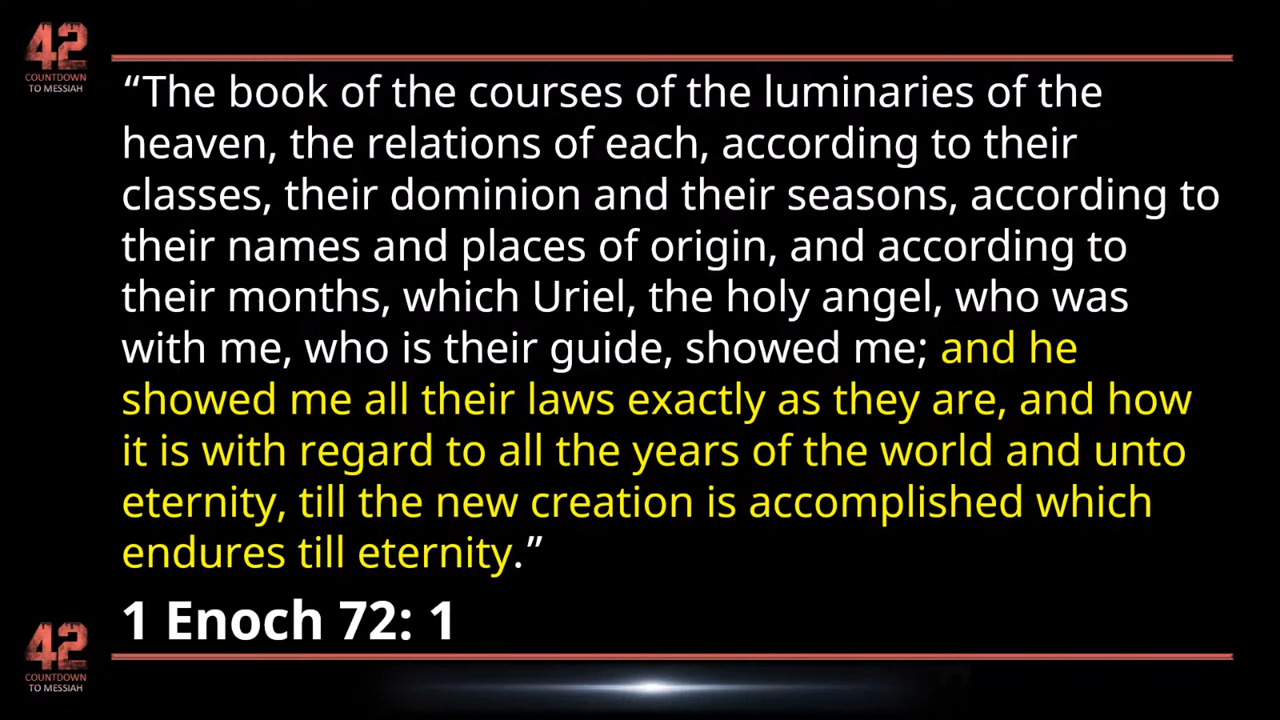 42
COUNTDOWN
TO MESSIAH
“The book of the courses of the luminaries of the
heaven, the relations of each, according to their
classes, their dominion and their seasons, according to
their names and places of origin, and according to
their months, which Uriel, the holy angel, who was
with me, who is their guide, showed me; and he
showed me all their laws exactly as they are, and how
it is with regard to all the years of the world and unto
eternity, till the new creation is accomplished which
endures till eternity.”
1 Enoch 72: 1
42
COUNTDOWN
TO MESSIAH